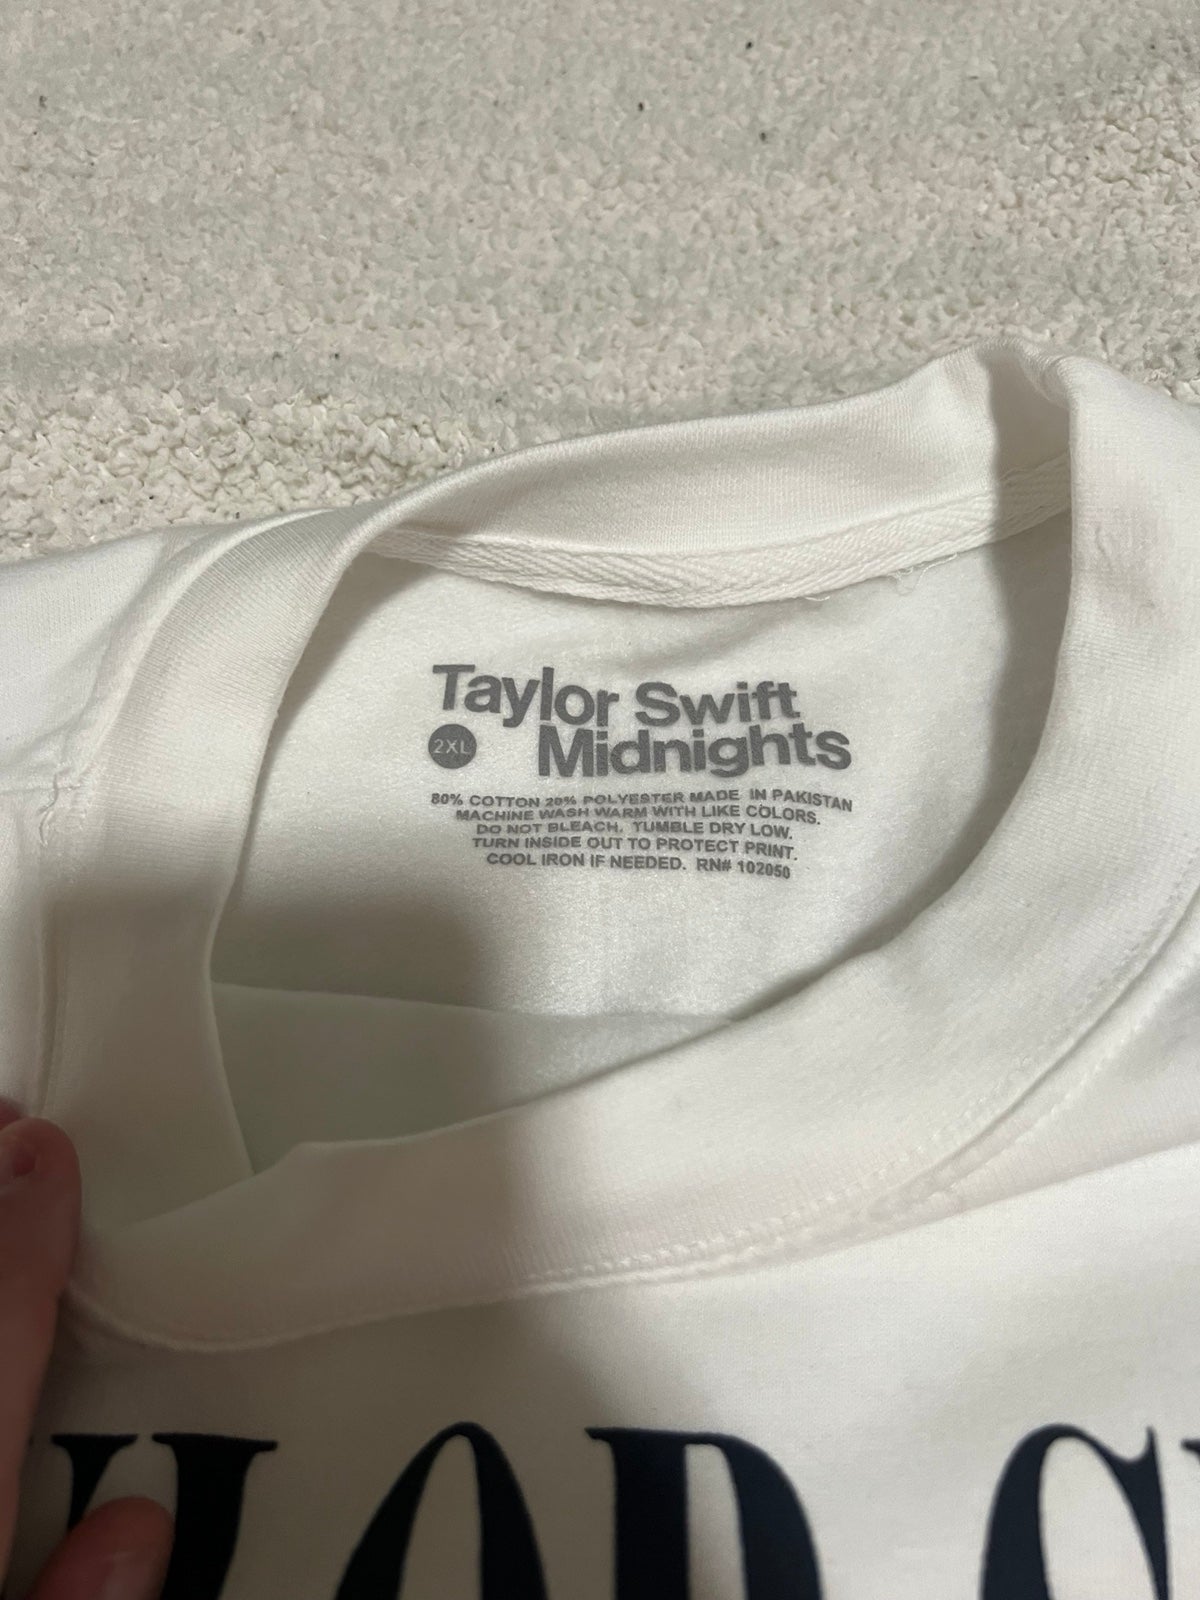 Taylor Swift
2XL Midnights
80% COTTON 20% POLYESTER MADE IN PAKISTAN
MACHINE WASH WARM WITH LIKE COLORS.
DO NOT BLEACH. TUMBLE DRY LOW.
TURN INSIDE OUT TO PROTECT PRINT.
COOL IRON IF NEEDED. RN# 102050